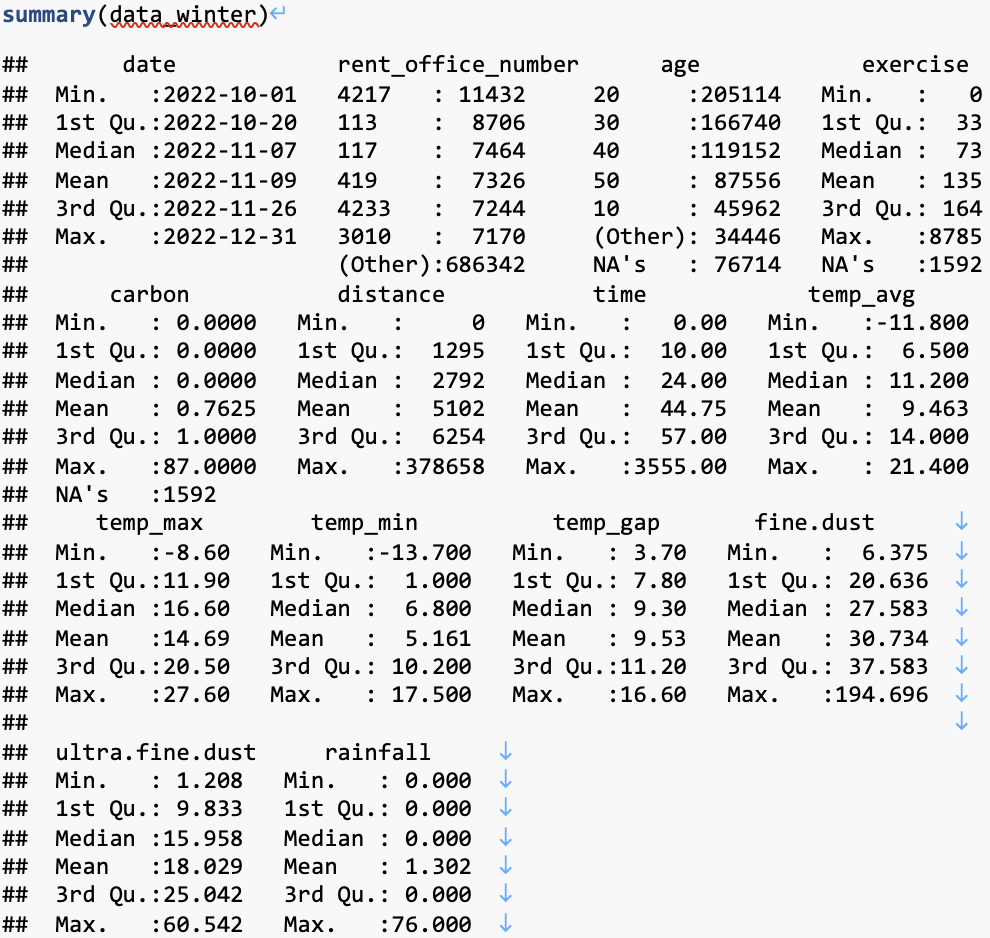 summary(data_winter)↵
##       date            rent_office_number      age             exercise
##  Min.   :2022-10-01   4217   : 11432     20     :205114   Min.   :   0
##  1st Qu.:2022-10-20   113    :  8706     30     :166740   1st Qu.:  33
##  Median :2022-11-07   117    :  7464     40     :119152   Median :  73
##  Mean   :2022-11-09   419    :  7326     50     : 87556   Mean   : 135
##  3rd Qu.:2022-11-26   4233   :  7244     10     : 45962   3rd Qu.: 164
##  Max.   :2022-12-31   3010   :  7170     (Other): 34446   Max.   :8785
##                       (Other):686342     NA's   : 76714   NA's   :1592
##      carbon           distance           time            temp_avg
##  Min.   : 0.0000   Min.   :     0   Min.   :   0.00   Min.   :-11.800
##  1st Qu.: 0.0000   1st Qu.:  1295   1st Qu.:  10.00   1st Qu.:  6.500
##  Median : 0.0000   Median :  2792   Median :  24.00   Median : 11.200
##  Mean   : 0.7625   Mean   :  5102   Mean   :  44.75   Mean   :  9.463
##  3rd Qu.: 1.0000   3rd Qu.:  6254   3rd Qu.:  57.00   3rd Qu.: 14.000
##  Max.   :87.0000   Max.   :378658   Max.   :3555.00   Max.   : 21.400
##  NA's   :1592
##     temp_max        temp_min          temp_gap       fine.dust      ↓
##  Min.   :-8.60   Min.   :-13.700   Min.   : 3.70   Min.   :  6.375  ↓
##  1st Qu.:11.90   1st Qu.:  1.000   1st Qu.: 7.80   1st Qu.: 20.636  ↓
##  Median :16.60   Median :  6.800   Median : 9.30   Median : 27.583  ↓
##  Mean   :14.69   Mean   :  5.161   Mean   : 9.53   Mean   : 30.734  ↓
##  3rd Qu.:20.50   3rd Qu.: 10.200   3rd Qu.:11.20   3rd Qu.: 37.583  ↓
##  Max.   :27.60   Max.   : 17.500   Max.   :16.60   Max.   :194.696  ↓
##                                                                     ↓
##  ultra.fine.dust     rainfall     ↓
##  Min.   : 1.208   Min.   : 0.000  ↓
##  1st Qu.: 9.833   1st Qu.: 0.000  ↓
##  Median :15.958   Median : 0.000  ↓
##  Mean   :18.029   Mean   : 1.302  ↓
##  3rd Qu.:25.042   3rd Qu.: 0.000  ↓
##  Max.   :60.542   Max.   :76.000  ↓